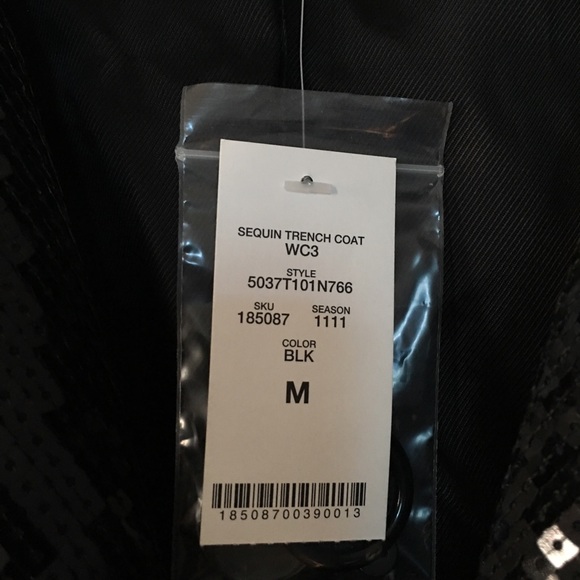 SEQUIN TRENCH COAT
WC3
STYLE
5037T101N766
SKU SEASON
185087 1111
COLOR
BLK
M
18508700390013